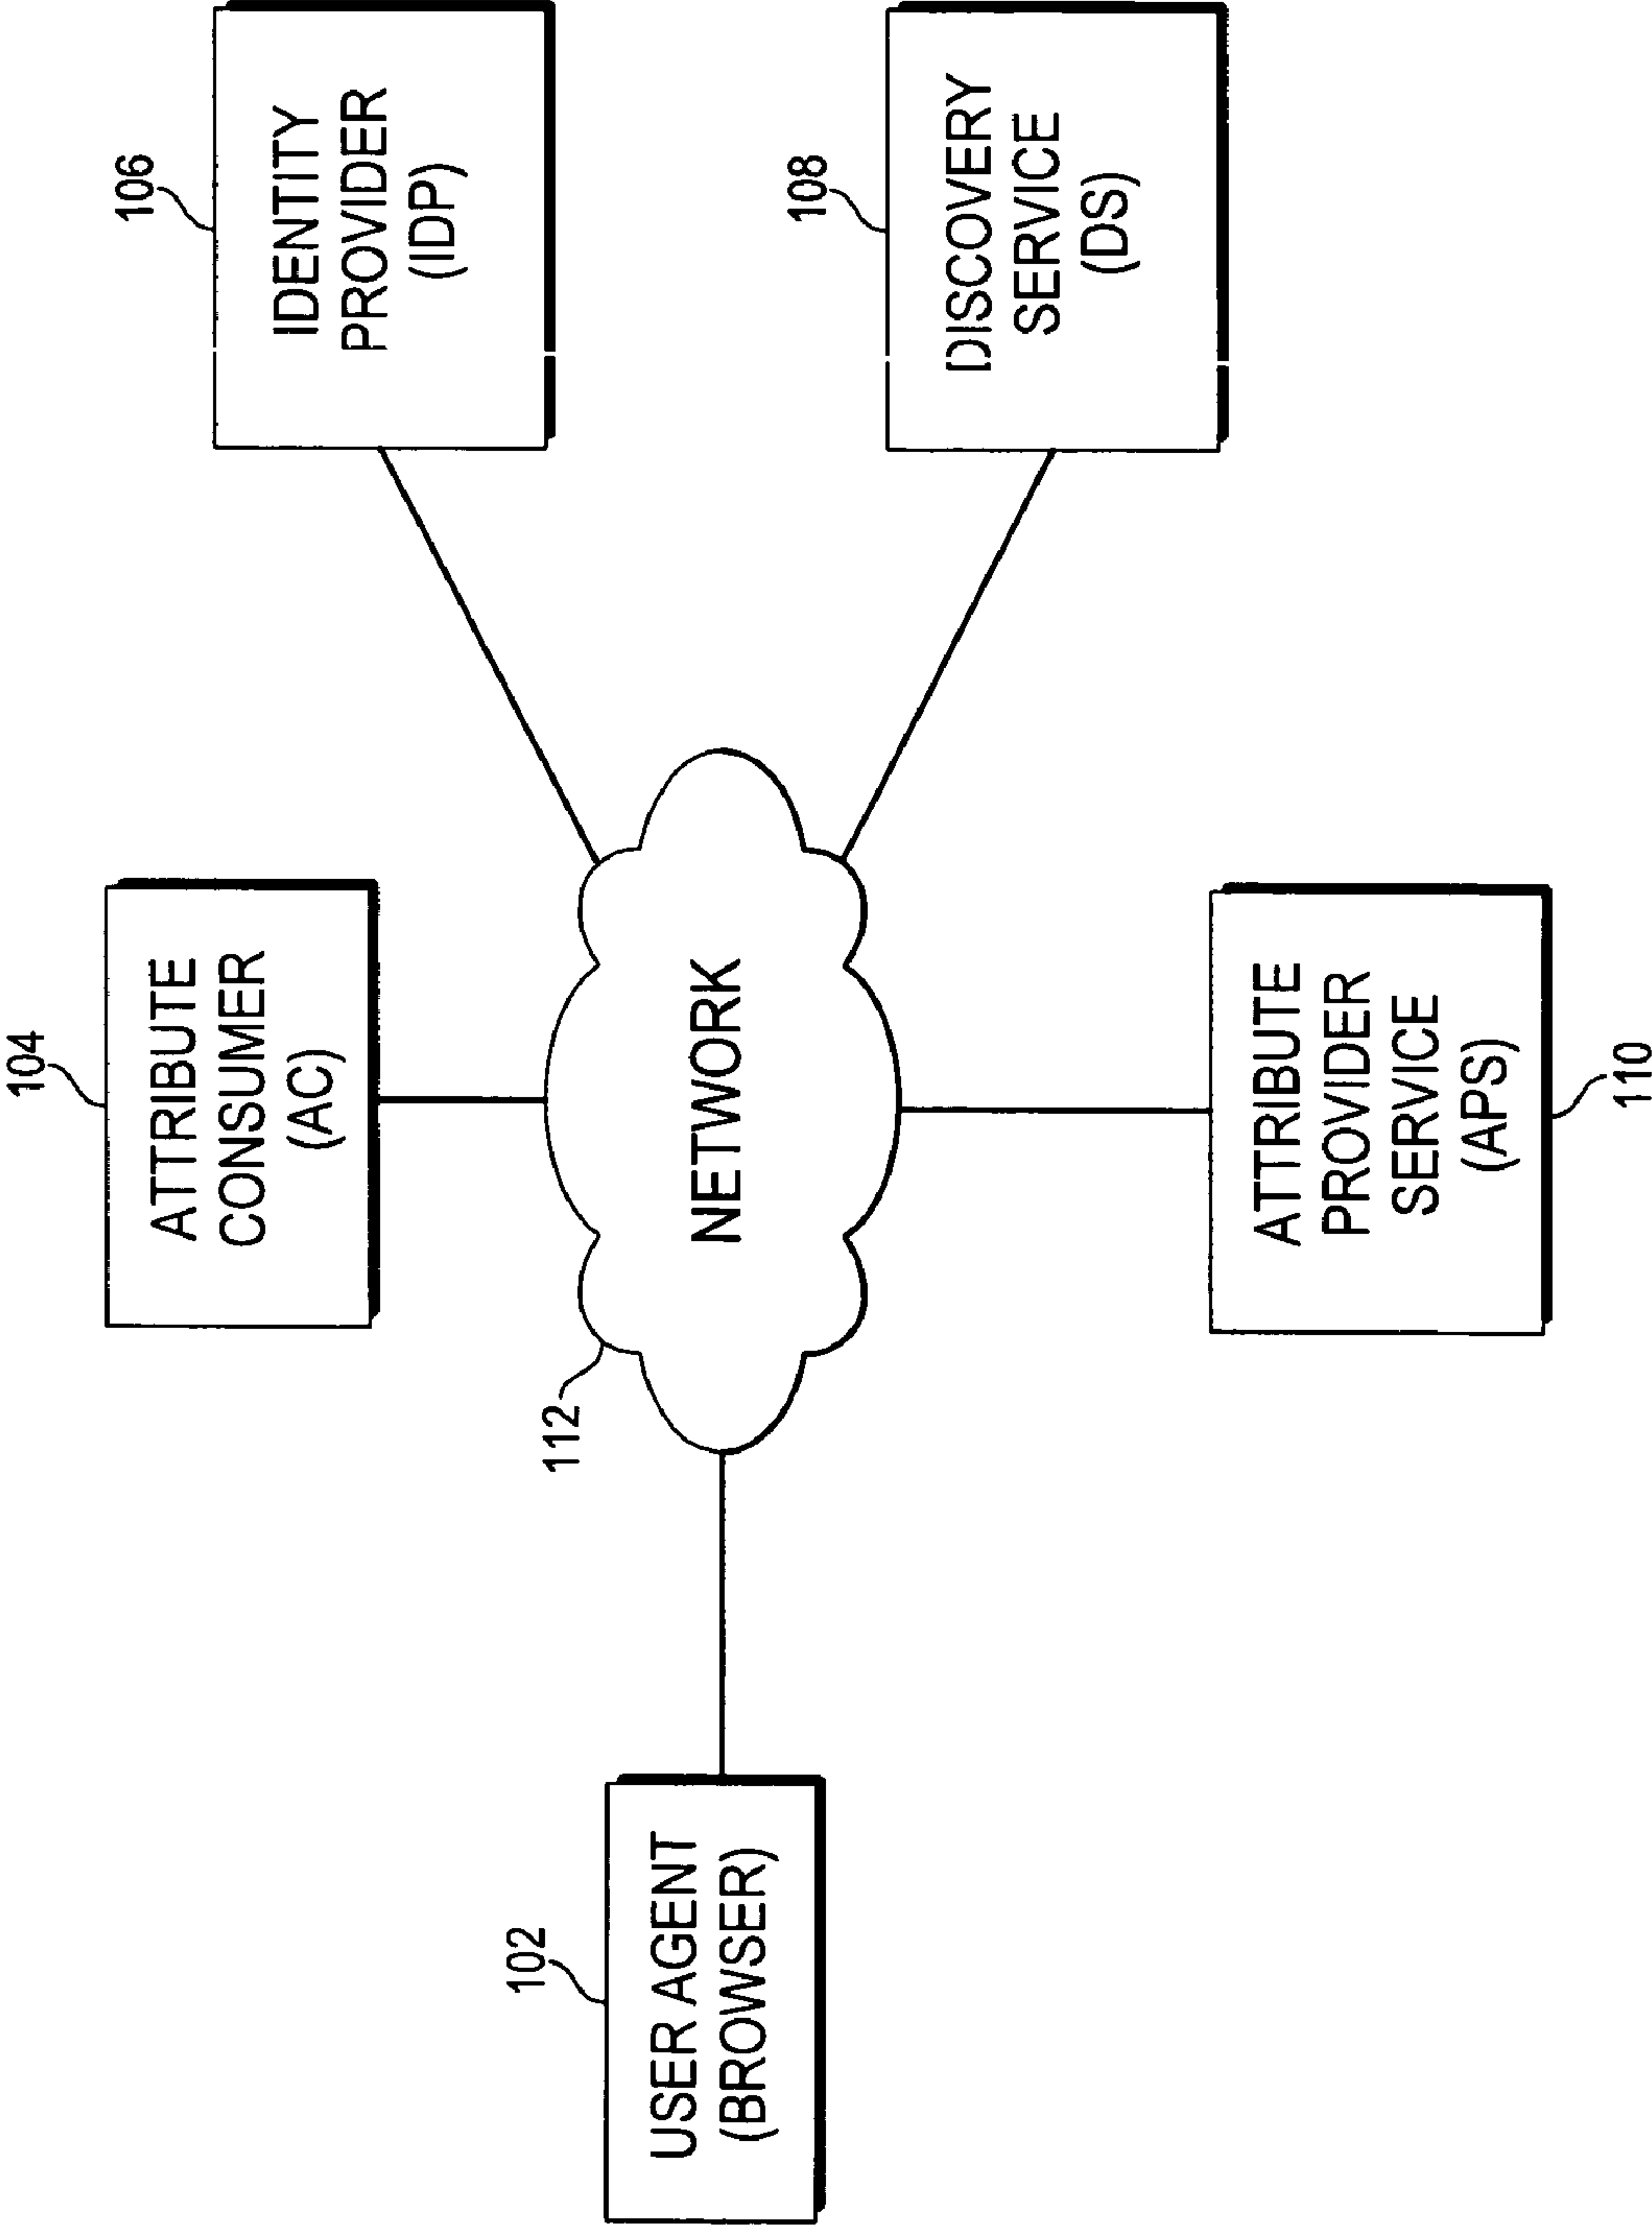 104
ATTRIBUTE
CONSUMER
(AC)
106
IDENTITY
PROVIDER
(IDP)
102
USER AGENT
(BROWSER)
112
NETWORK
108
DISCOVERY
SERVICE
(DS)
ATTRIBUTE
PROVIDER
SERVICE
(APS)
110